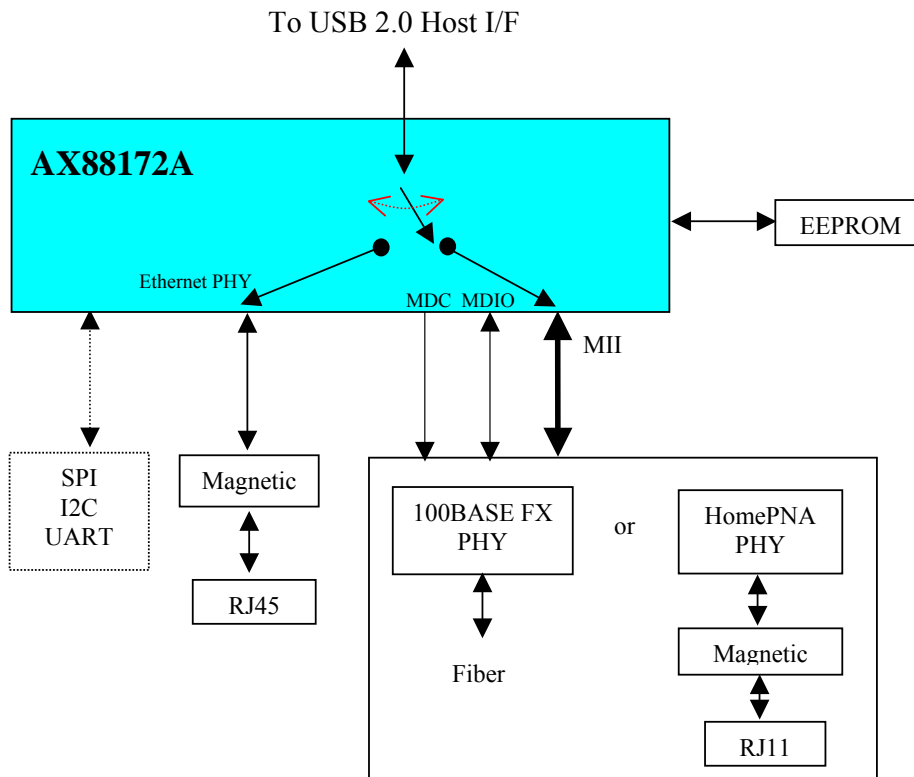 To USB 2.0 Host I/F
AX88172A
EEPROM
Ethernet PHY
MDC MDIO
MII
SPI
I2C
UART
Magnetic
RJ45
100BASE FX
PHY
or
HomePNA
PHY
Fiber
Magnetic
RJ11